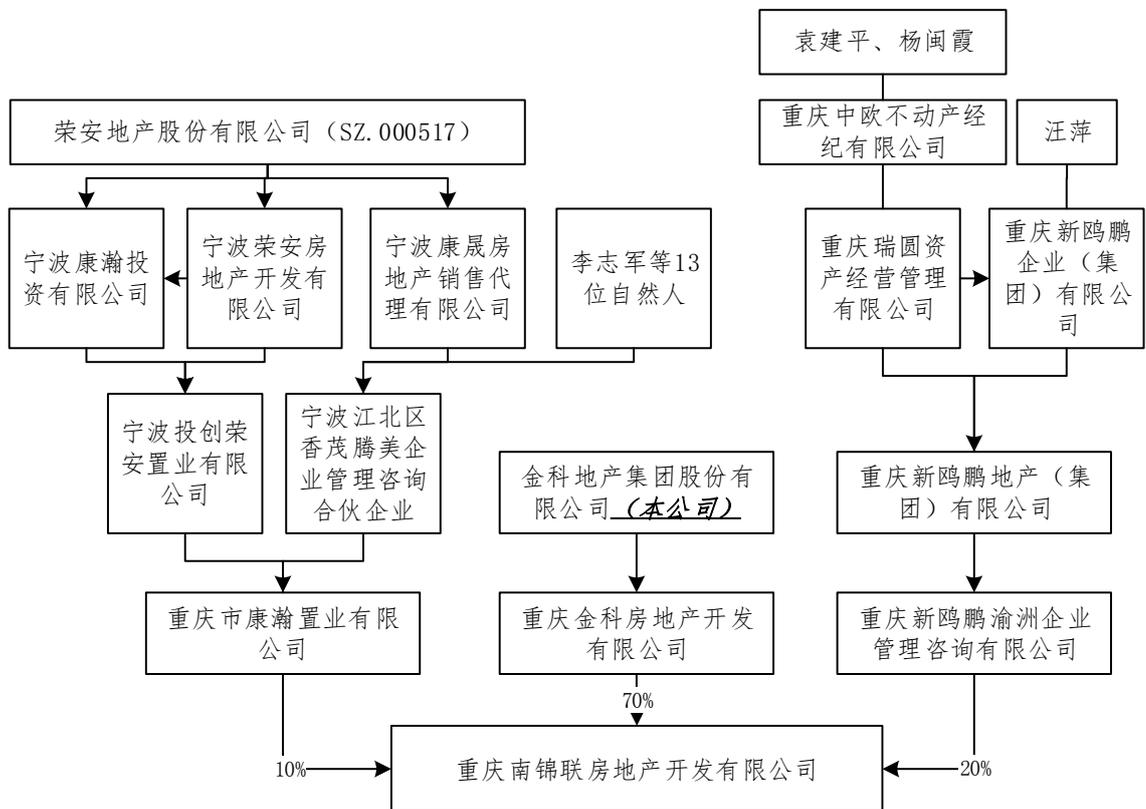 袁建平、杨闽霞
荣安地产股份有限公司（SZ.000517）
重庆中欧不动产经
纪有限公司
汪萍
宁波康瀚投
资有限公司
宁波荣安房
地产开发有
限公司
宁波康晟房
地产销售代
理有限公司
李志军等13
位自然人
重庆瑞圆资
产经营管理
有限公司
重庆新鸥鹏
企业（集
团）有限公
司
宁波投创荣
安置业有限
公司
宁波江北区
香茂腾美企
业管理咨询
合伙企业
金科地产集团股份有
限公司（本公司）
重庆新鸥鹏地产（集
团）有限公司
重庆市康瀚置业有限
公司
重庆金科房地产开发
有限公司
重庆新鸥鹏渝洲企业
管理咨询有限公司
70%
10%
重庆南锦联房地产开发有限公司
20%